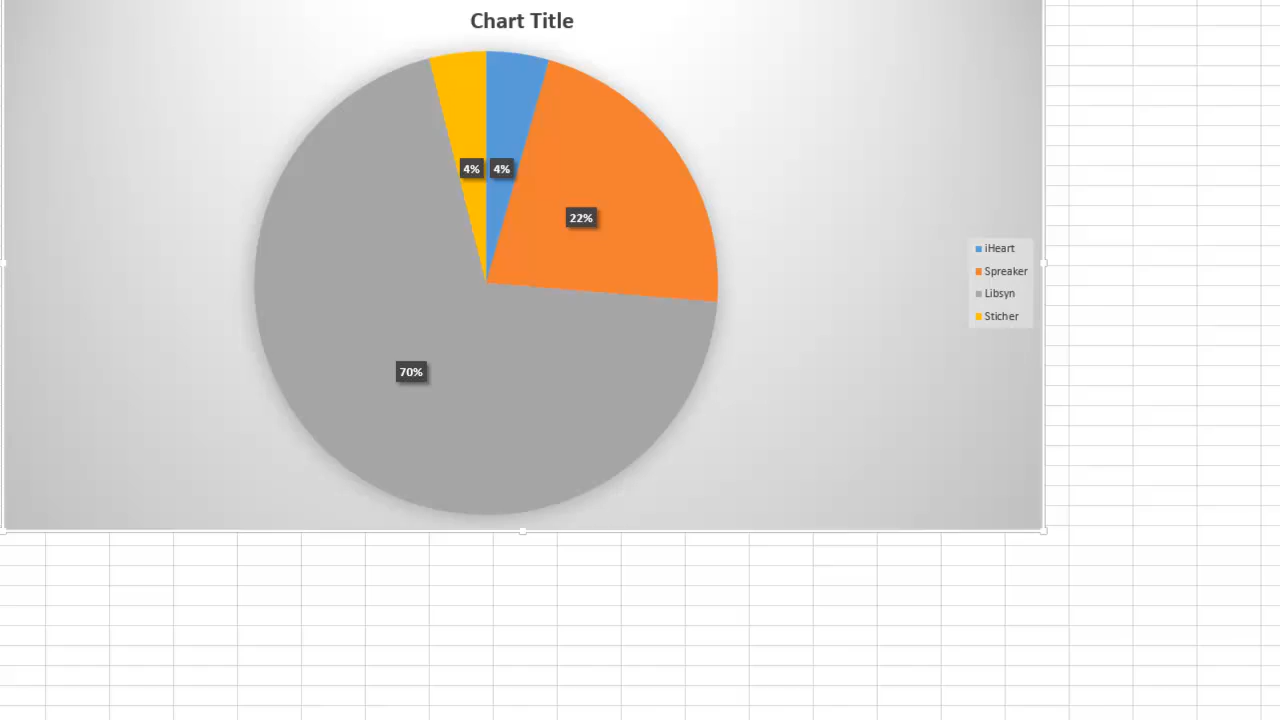 Chart Title
4%
4%
22%
70%
iHeart
Spreaker
Libsyn
Sticher